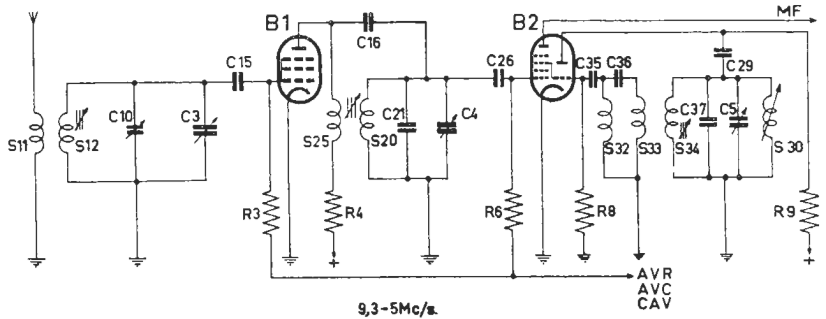 MF
B1
B2
C16
C15
C26
C35
C36
C29
C10
C3
C21
C4
C37
C5
S11
S12
S25
S20
S32
S33
S34
S30
R3
R4
R6
R8
R9
+
+
AVR
AVC
CAV
9,3-5Mc/s.